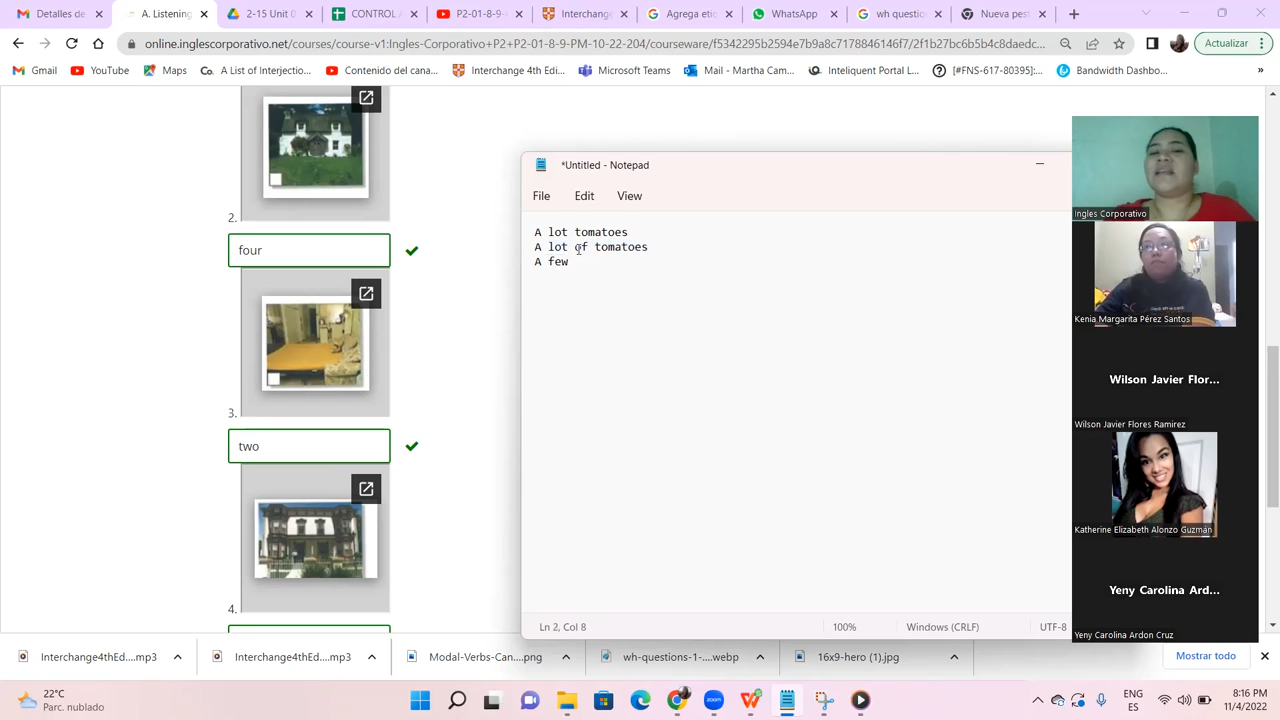 Detalles de
A. Listening
2-15 Unit 0
CONTROL A
P2-01-8-9-
Interchange
Agrega etiq
WhatsApp
wh questi
Nueva pest
online.inglescorporativo.net/courses/course-v1:Ingles-Corporativo+P2+P2-01-8-9-PM-10-22-204/courseware/f5342295b2594e7b9a8c7178846146f7/2f1b27bc6b5b4c8daedc...
Actualizar
Gmail
YouTube
Maps
A List of Interjectio...
Contenido del cana...
Interchange 4th Edi...
Microsoft Teams
Mail - Martha Cam...
Inteliquent Portal L...
[#FNS-617-80395]...
Bandwidth Dashbo...
»
2.
four
3.
two
4.
*Untitled - Notepad
File
Edit
View
A lot tomatoes
A lot of tomatoes
A few
Ln 2, Col 8
100%
Windows (CRLF)
UTF-8
Ingles Corporativo
Kenia Margarita Pérez Santos
Wilson Javier Flor...
Wilson Javier Flores Ramirez
Katherine Elizabeth Alonzo Guzmán
Yeny Carolina Ard...
Yeny Carolina Ardon Cruz
Interchange4thEd....mp3
Interchange4thEd....mp3
Modal-Verbs-Can....png
wh-questions-1-....webp
16x9-hero (1).jpg
Mostrar todo
22°C
Parc. nublado
ENG
ES
8:16 PM
11/4/2022